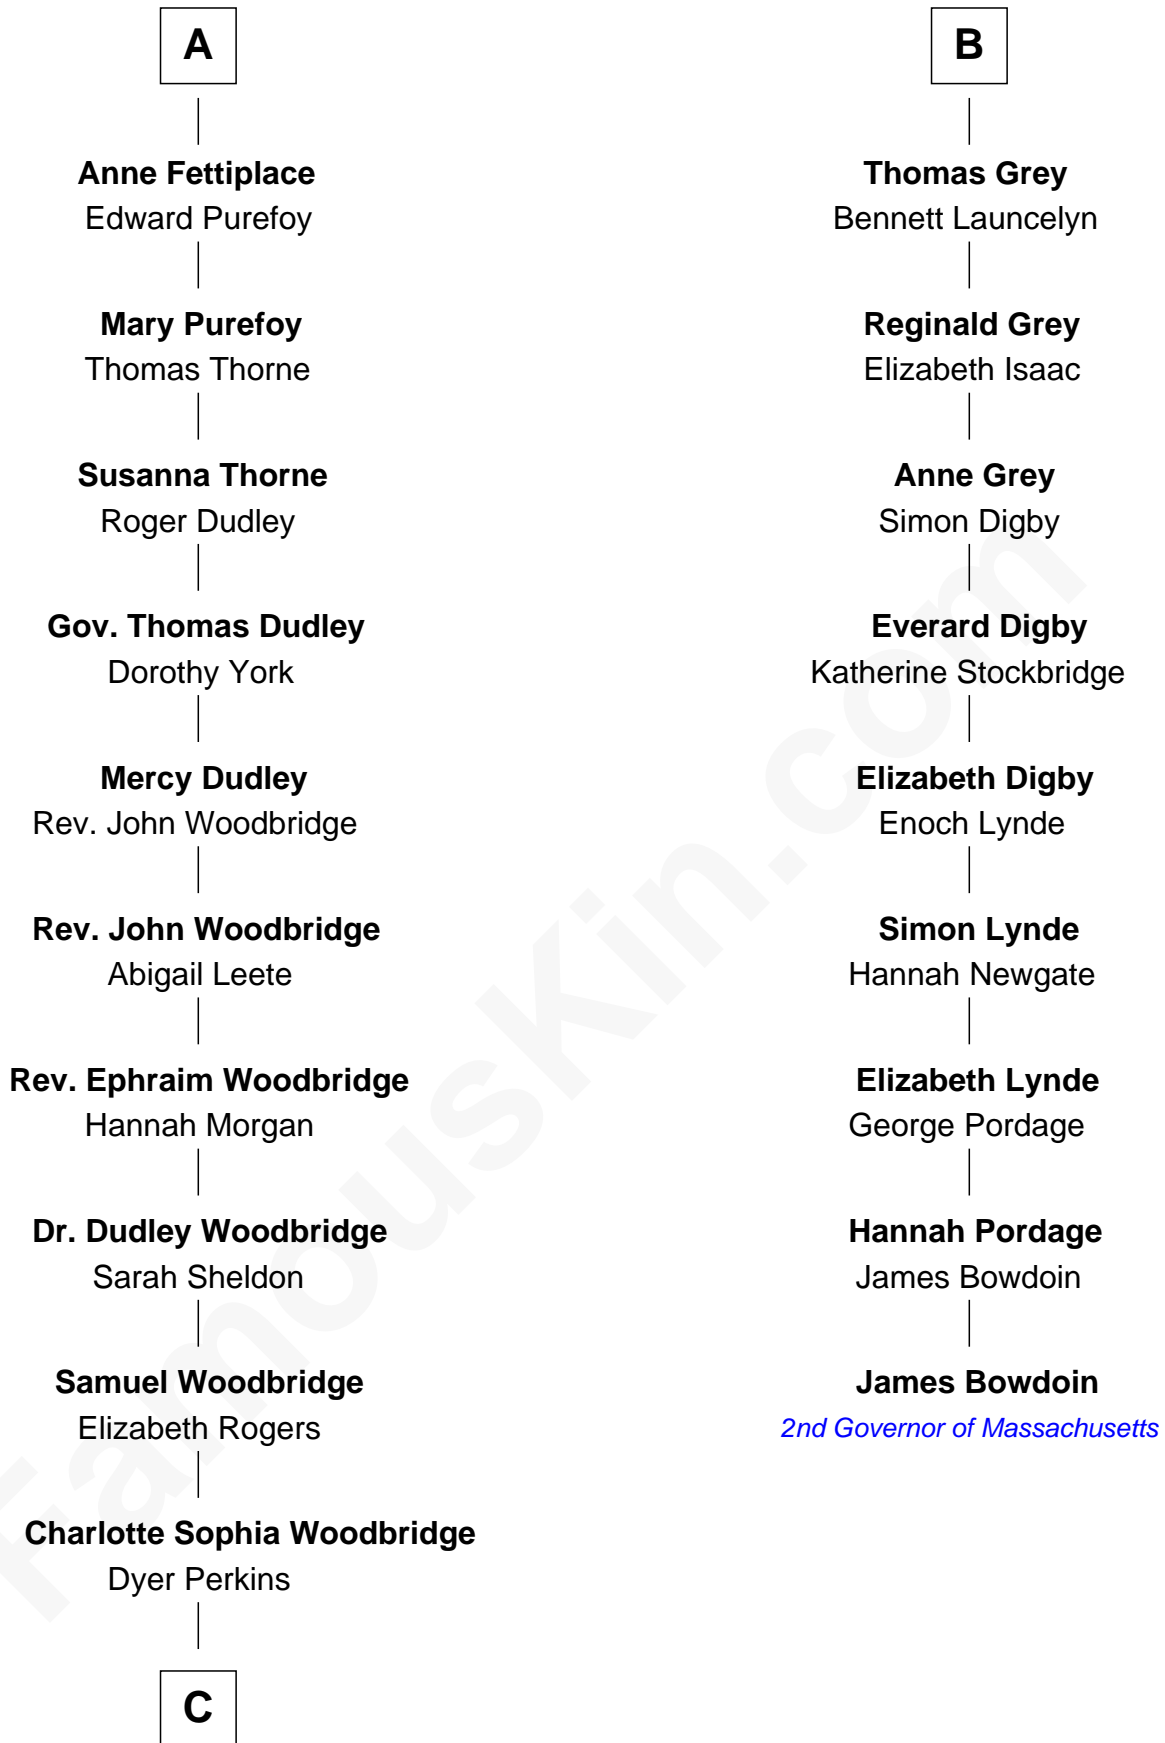 A
Anne Fettiplace
Edward Purefoy
Mary Purefoy
Thomas Thorne
Susanna Thorne
Roger Dudley
Gov. Thomas Dudley
Dorothy York
Mercy Dudley
Rev. John Woodbridge
Rev. John Woodbridge
Abigail Leete
Rev. Ephraim Woodbridge
Hannah Morgan
Dr. Dudley Woodbridge
Sarah Sheldon
Samuel Woodbridge
Elizabeth Rogers
Charlotte Sophia Woodbridge
Dyer Perkins
C
B
Thomas Grey
Bennett Launcelyn
Reginald Grey
Elizabeth Isaac
Anne Grey
Simon Digby
Everard Digby
Katherine Stockbridge
Elizabeth Digby
Enoch Lynde
Simon Lynde
Hannah Newgate
Elizabeth Lynde
George Pordage
Hannah Pordage
James Bowdoin
James Bowdoin
2nd Governor of Massachusetts
FamousKin.com